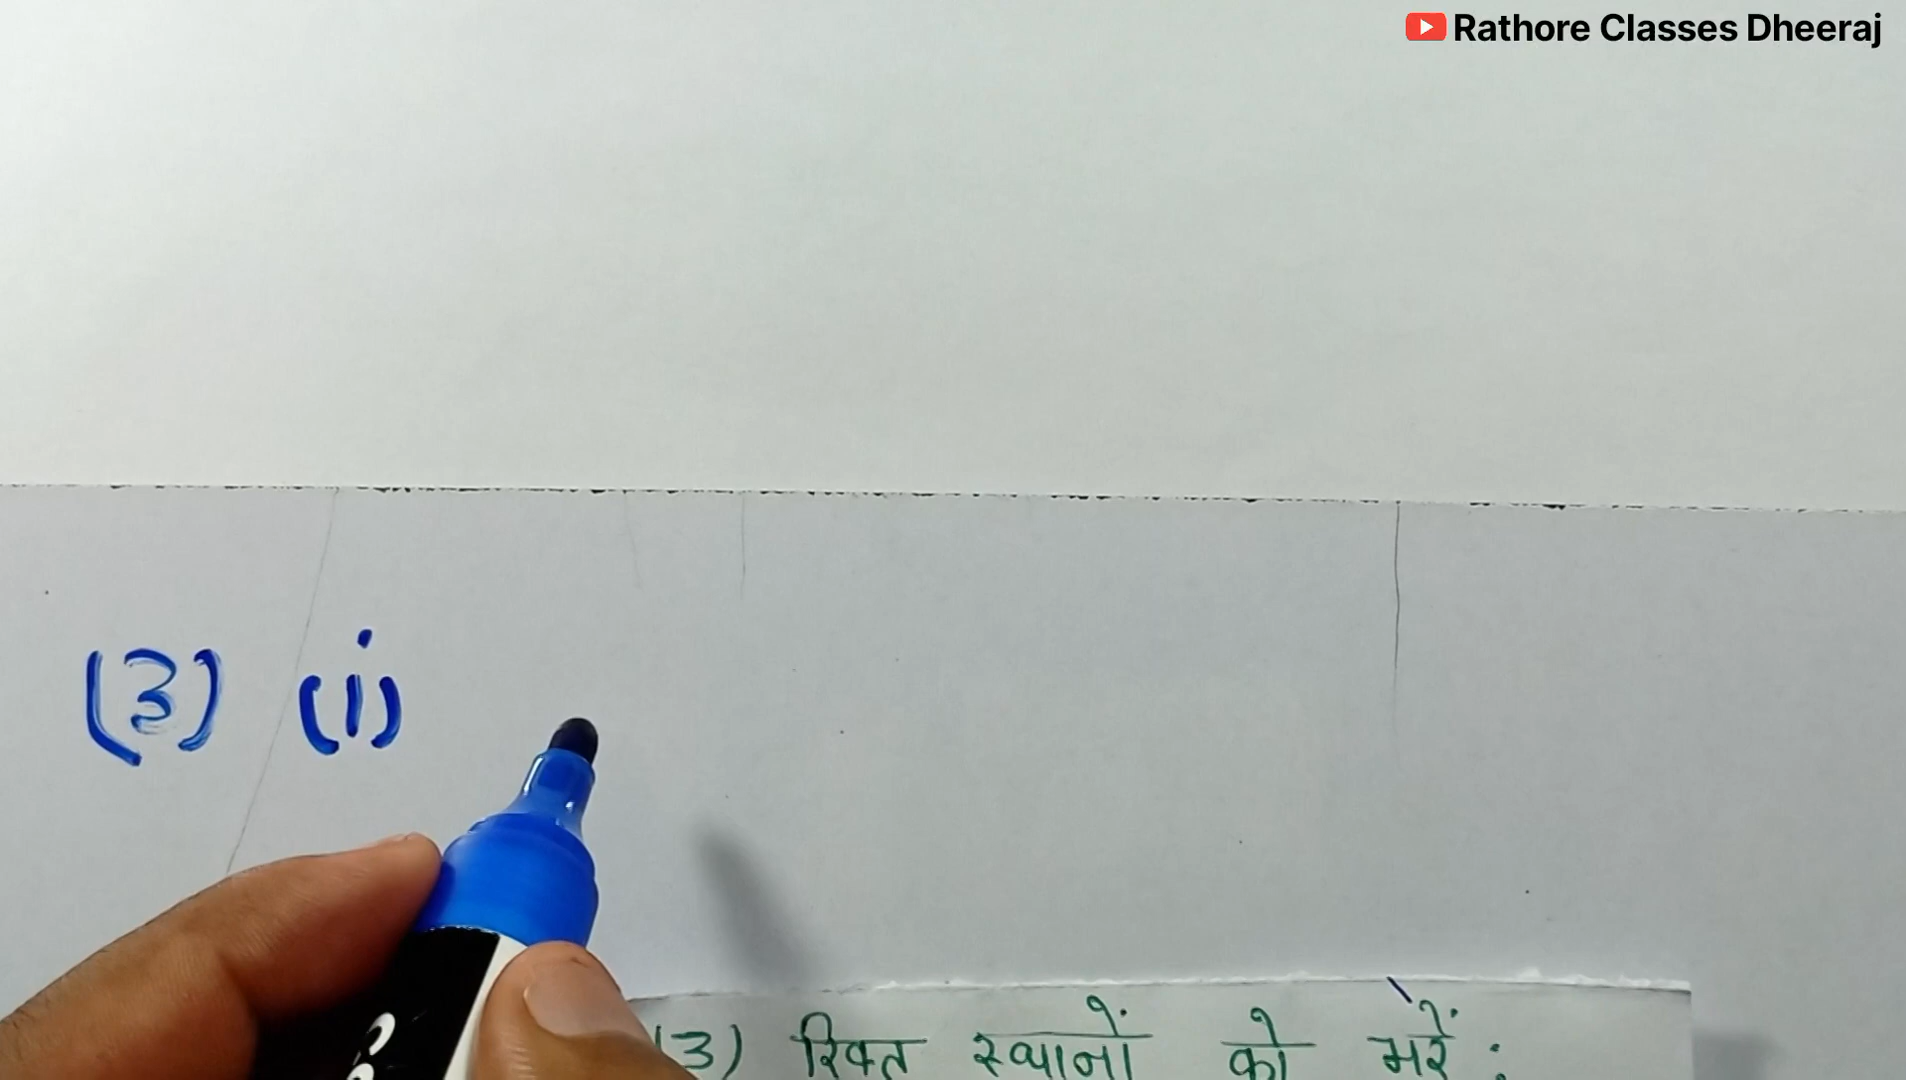 Rathore Classes Dheeraj
(3) (i)
(3) रिक्त स्थानों को भरें :